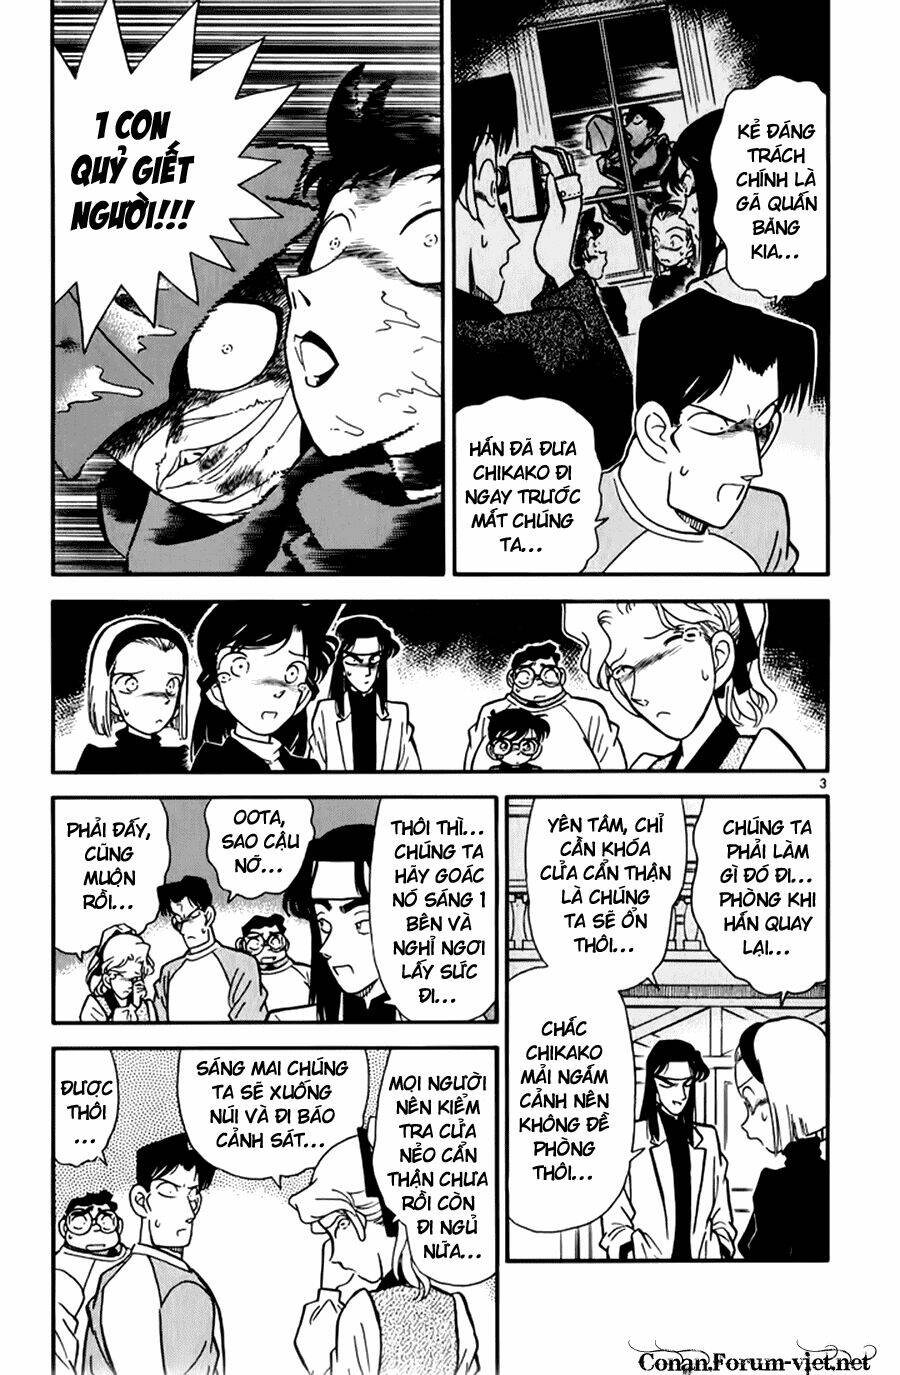 KẺ ĐÁNG
TRÁCH
CHÍNH LÀ
GÃ QUẤN
BĂNG
KIA...
HẮN ĐÃ ĐƯA
CHIKAKO ĐI
NGAY TRƯỚC
MẮT CHÚNG
TA...
1 CON
QUỶ GIẾT
NGƯỜI!!!
3
CHÚNG TA
PHẢI LÀM
GÌ ĐÓ ĐI...
PHÒNG KHI
HẮN QUAY
LẠI...
YÊN TÂM, CHỈ
CẦN KHÓA
CỬA CẨN THẬN
LÀ CHÚNG
TA SẼ ỔN
THÔI...
CHẮC
CHIKAKO
MẢI NGẮM
CẢNH NÊN
KHÔNG ĐỀ
PHÒNG
THÔI...
THÔI THÌ...
CHÚNG TA
HÃY GOÁC
NÓ SÁNG 1
BÊN VÀ
NGHỈ NGƠI
LẤY SỨC
ĐI...
OOTA,
SAO CẬU
NỠ...
PHẢI ĐẤY,
CŨNG
MUỘN
RỒI...
MỌI NGƯỜI
NÊN KIỂM
TRA CỬA
NẺO CẨN
THẬN CHƯA
RỒI CÒN
ĐI NGỦ
NỮA...
SÁNG MAI CHÚNG
TA SẼ XUỐNG
NÚI VÀ ĐI BÁO
CẢNH SÁT...
ĐƯỢC
THÔI
...
Conan.Forum-viet.net